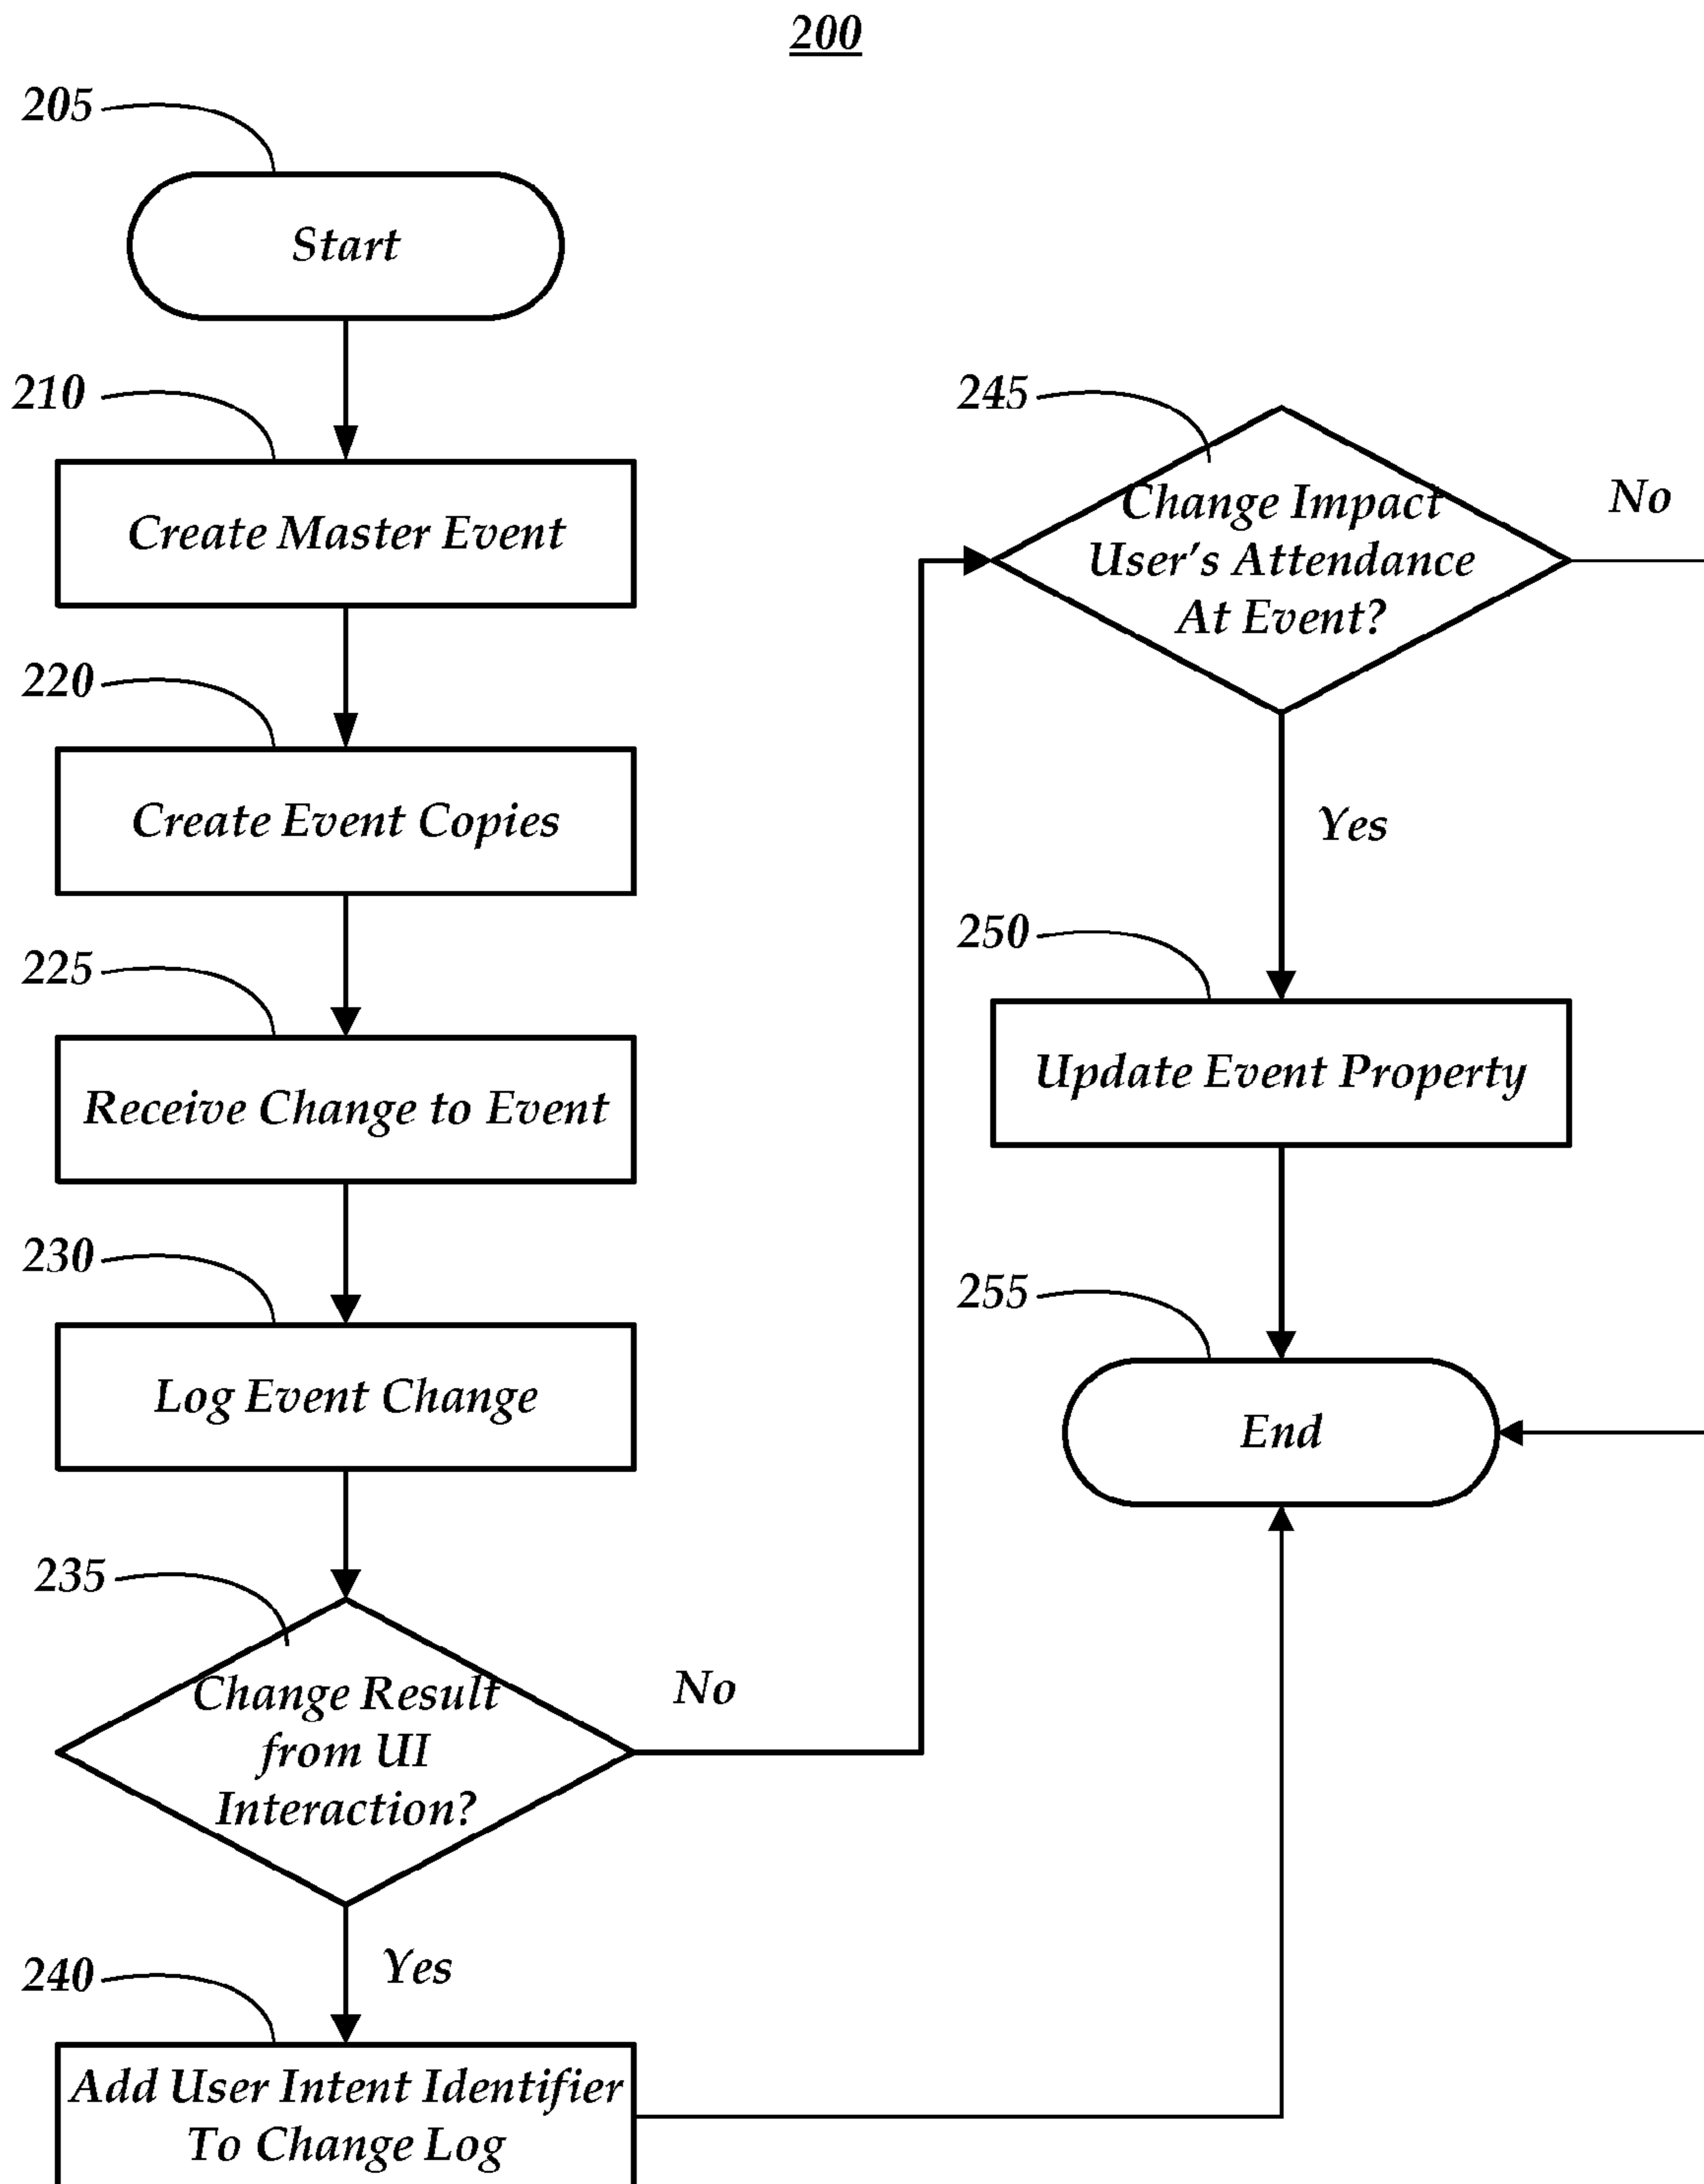 200
205
Start
210
Create Master Event
220
Create Event Copies
225
Receive Change to Event
230
Log Event Change
235
Change Result
from UI
Interaction?
No
Yes
240
Add User Intent Identifier
To Change Log
245
Change Impact
User's Attendance
At Event?
No
Yes
250
Update Event Property
255
End